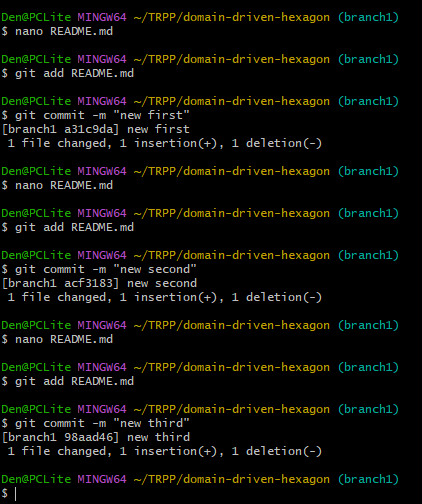 Den@PCLite MINGW64 ~/TRPP/domain-driven-hexagon (branch1)
$ nano README.md
Den@PCLite MINGW64 ~/TRPP/domain-driven-hexagon (branch1)
$ git add README.md
Den@PCLite MINGW64 ~/TRPP/domain-driven-hexagon (branch1)
$ git commit -m "new first"
[branch1 a31c9da] new first
 1 file changed, 1 insertion(+), 1 deletion(-)
Den@PCLite MINGW64 ~/TRPP/domain-driven-hexagon (branch1)
$ nano README.md
Den@PCLite MINGW64 ~/TRPP/domain-driven-hexagon (branch1)
$ git add README.md
Den@PCLite MINGW64 ~/TRPP/domain-driven-hexagon (branch1)
$ git commit -m "new second"
[branch1 acf3183] new second
 1 file changed, 1 insertion(+), 1 deletion(-)
Den@PCLite MINGW64 ~/TRPP/domain-driven-hexagon (branch1)
$ nano README.md
Den@PCLite MINGW64 ~/TRPP/domain-driven-hexagon (branch1)
$ git add README.md
Den@PCLite MINGW64 ~/TRPP/domain-driven-hexagon (branch1)
$ git commit -m "new third"
[branch1 98aad46] new third
 1 file changed, 1 insertion(+), 1 deletion(-)
Den@PCLite MINGW64 ~/TRPP/domain-driven-hexagon (branch1)
$